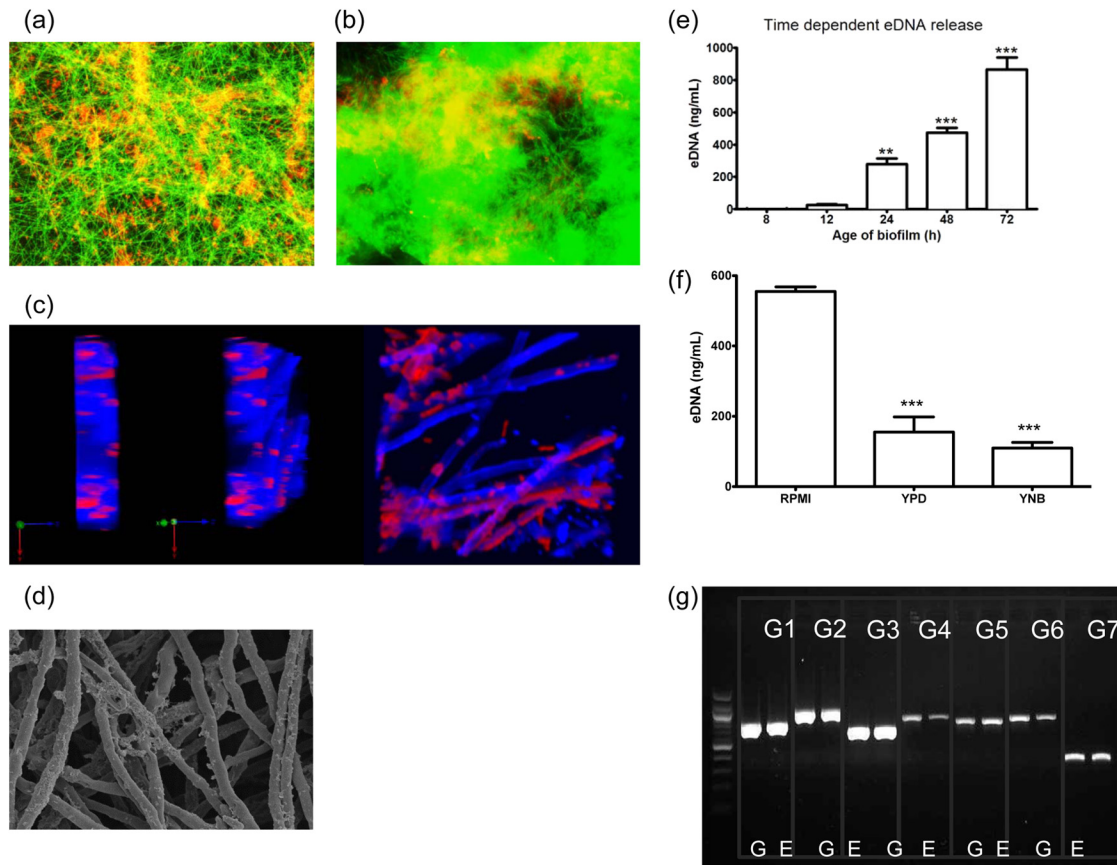 (a)
(b)
(c)
(d)
(e)
Time dependent eDNA release
eDNA (ng/mL)
1000
800
600
400
200
0
**
***
***
8 12 24 48 72
Age of biofilm (h)
(f)
eDNA (ng/mL)
600
400
200
0
***
***
RPMI YPD YNB
(g)
G1 G2 G3 G4 G5 G6 G7
G E G E G E G E G E